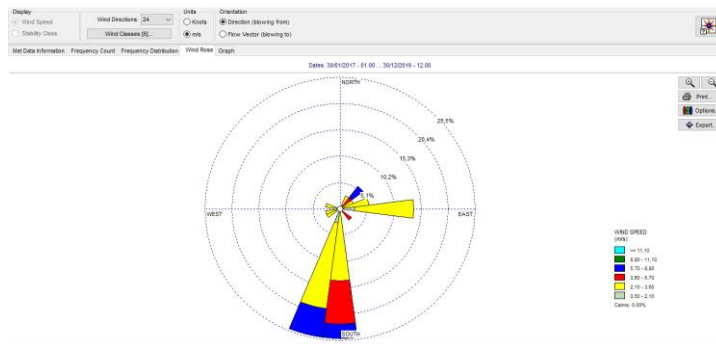 Display
Wind Speed
Stability Class
Wind Directions: 24
Wind Classes [6]...
Units
Knots
m/s
Orientation
Direction (blowing from)
Flow Vector (blowing to)
Met Data Information Frequency Count Frequency Distribution Wind Rose Graph
Dates: 30/01/2017 - 01:00 ... 30/12/2019 - 12:00
NORTH
25,5%
20,4%
15,3%
10,2%
5,1%
WEST
EAST
SOUTH
Print...
Options..
Export...
WIND SPEED
(m/s)
>= 11,10
8,80 - 11,10
5,70 - 8,80
3,60 - 5,70
2,10 - 3,60
0,50 - 2,10
Calms: 0.00%